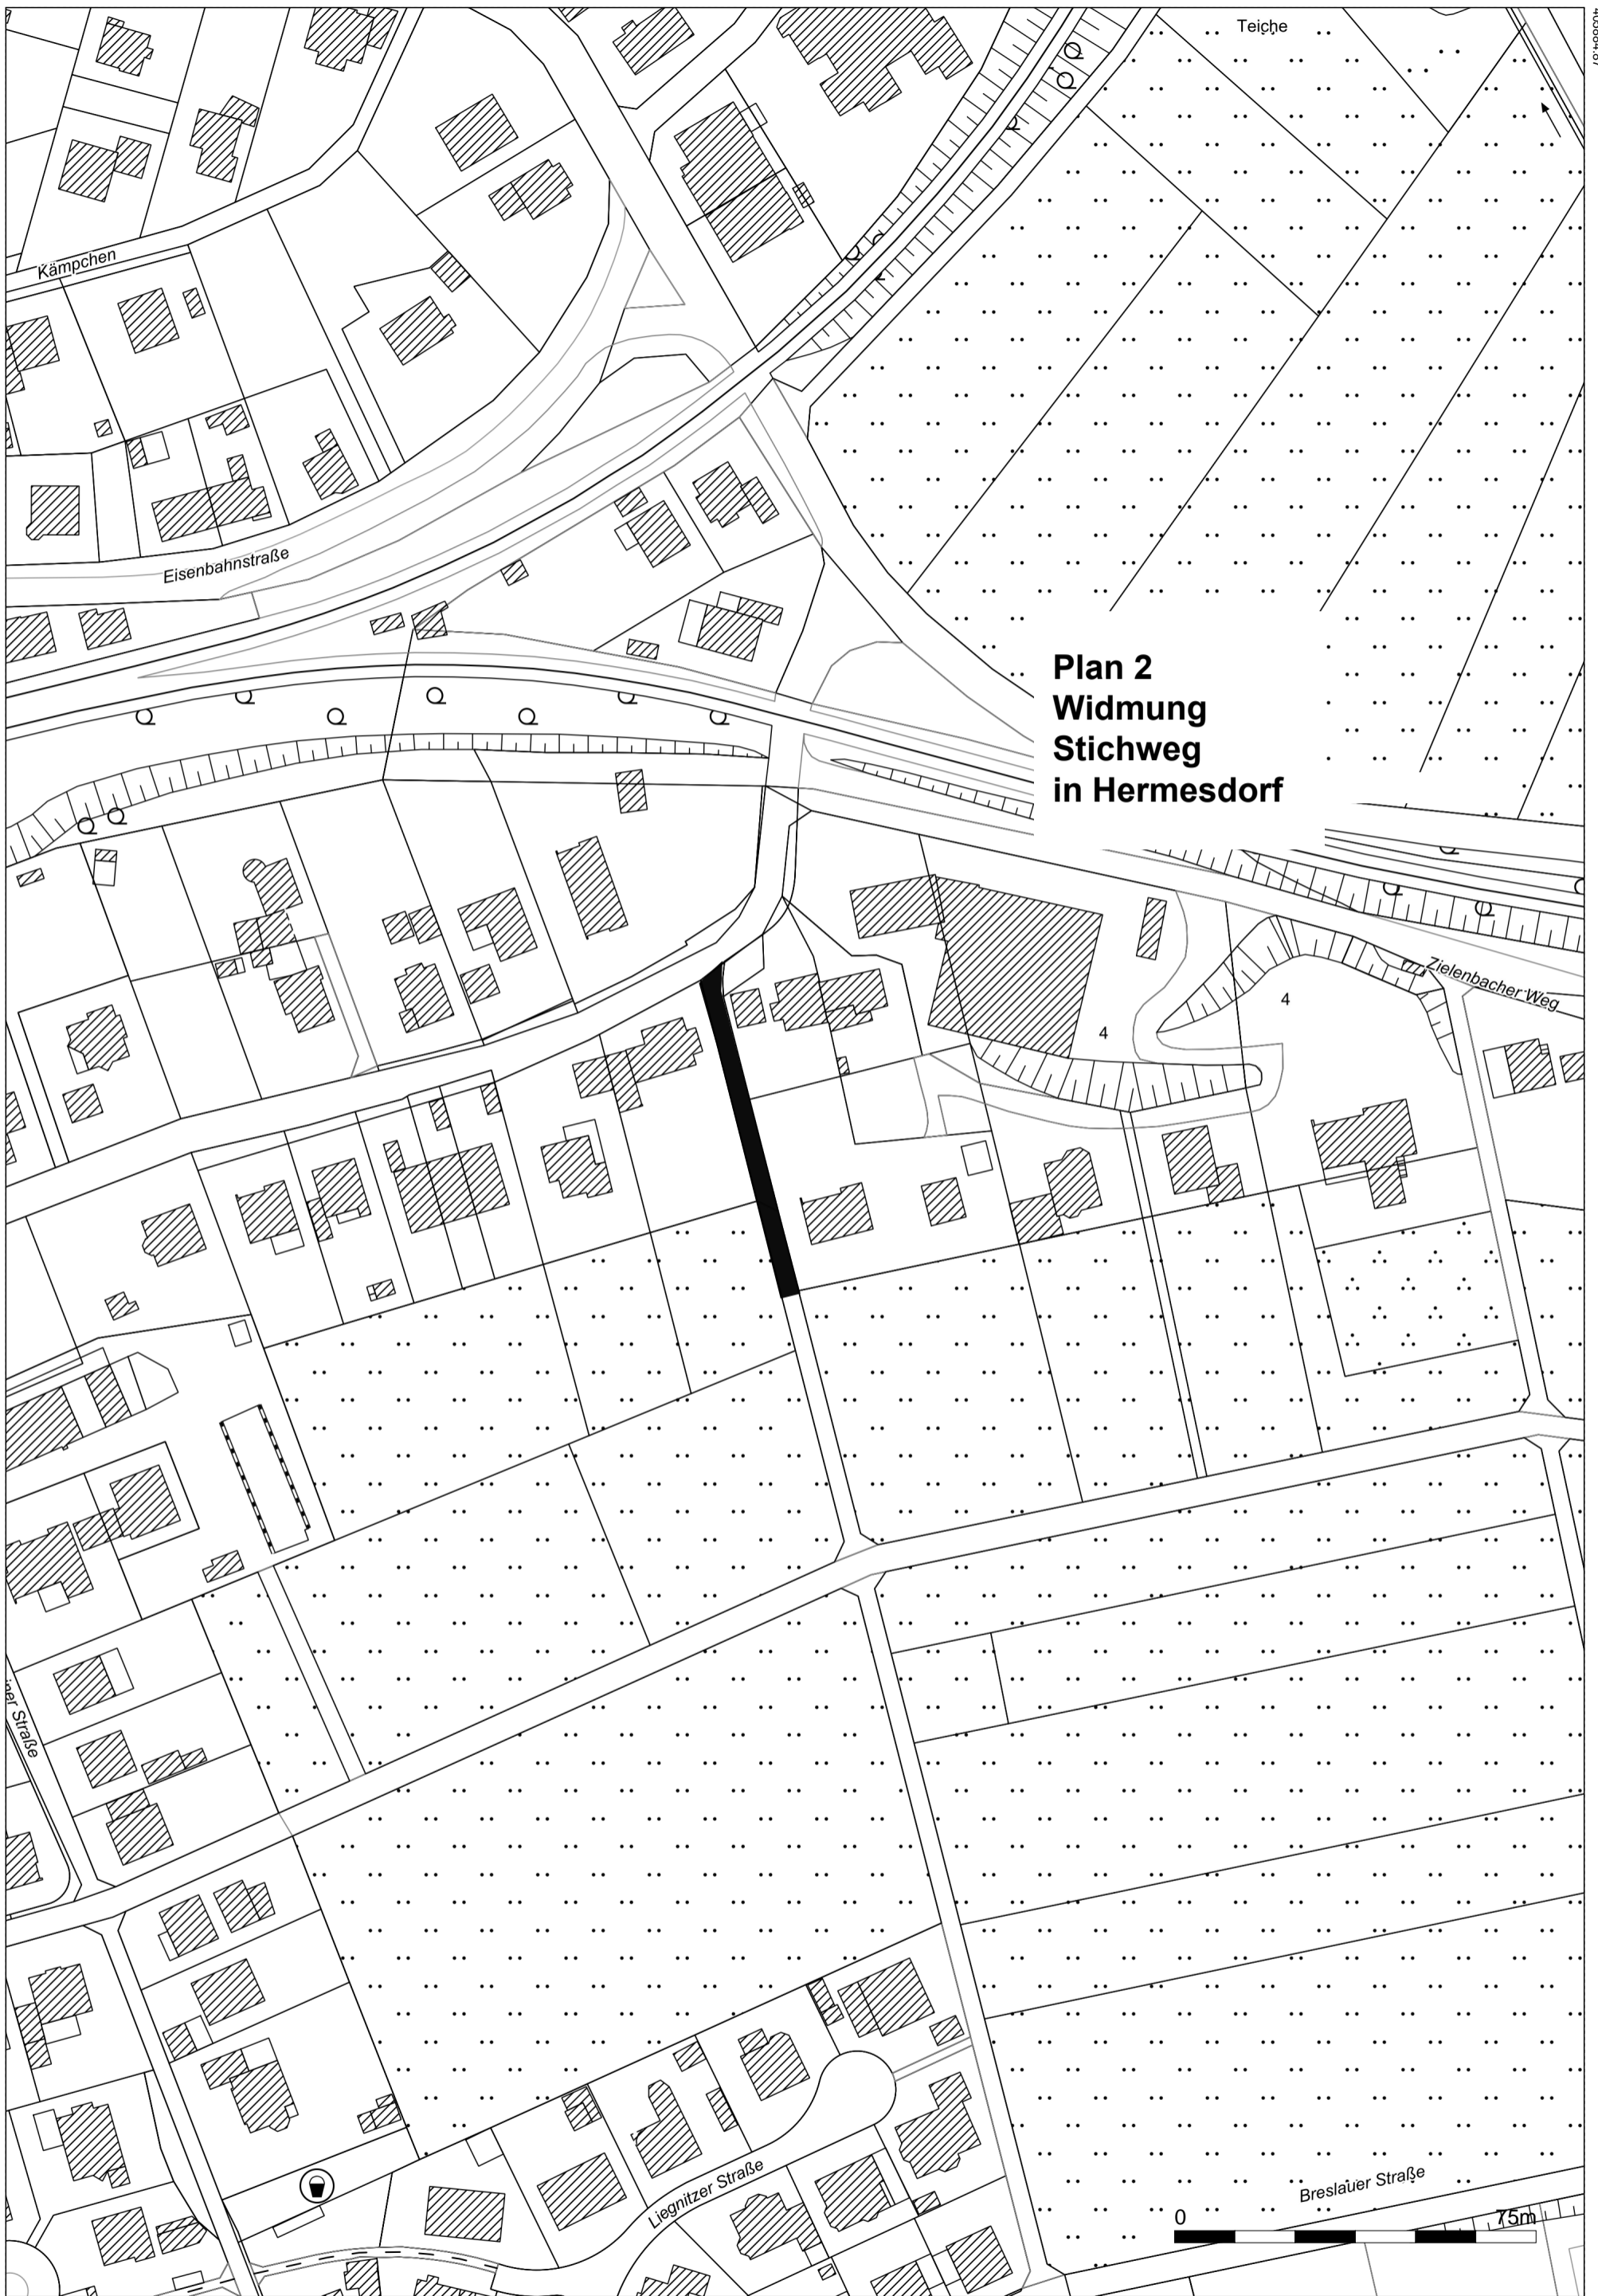 Teiche
Kämpchen
Eisenbahnstraße
Plan 2
Widmung
Stichweg
in Hermesdorf
Zielenbacher Weg
4
4
Straße
Liegnitzer Straße
Breslauer Straße
0
75m